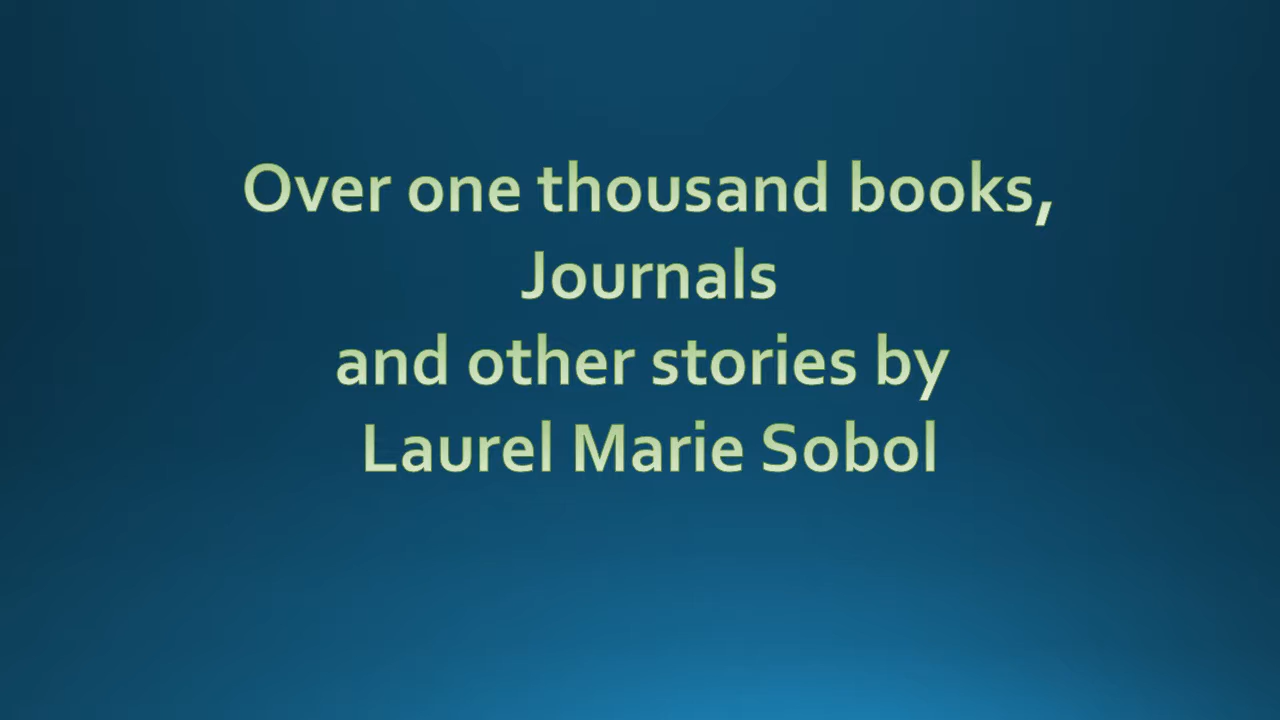 Over one thousand books,
Journals
and other stories by
Laurel Marie Sobol